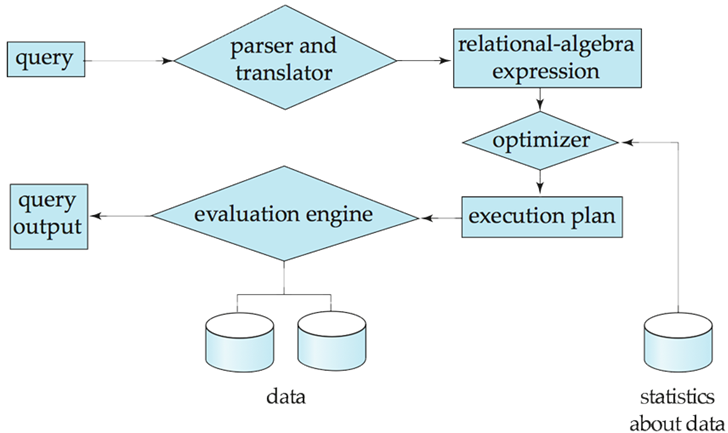 query
parser and
translator
relational-algebra
expression
optimizer
query
output
evaluation engine
execution plan
data
statistics
about data